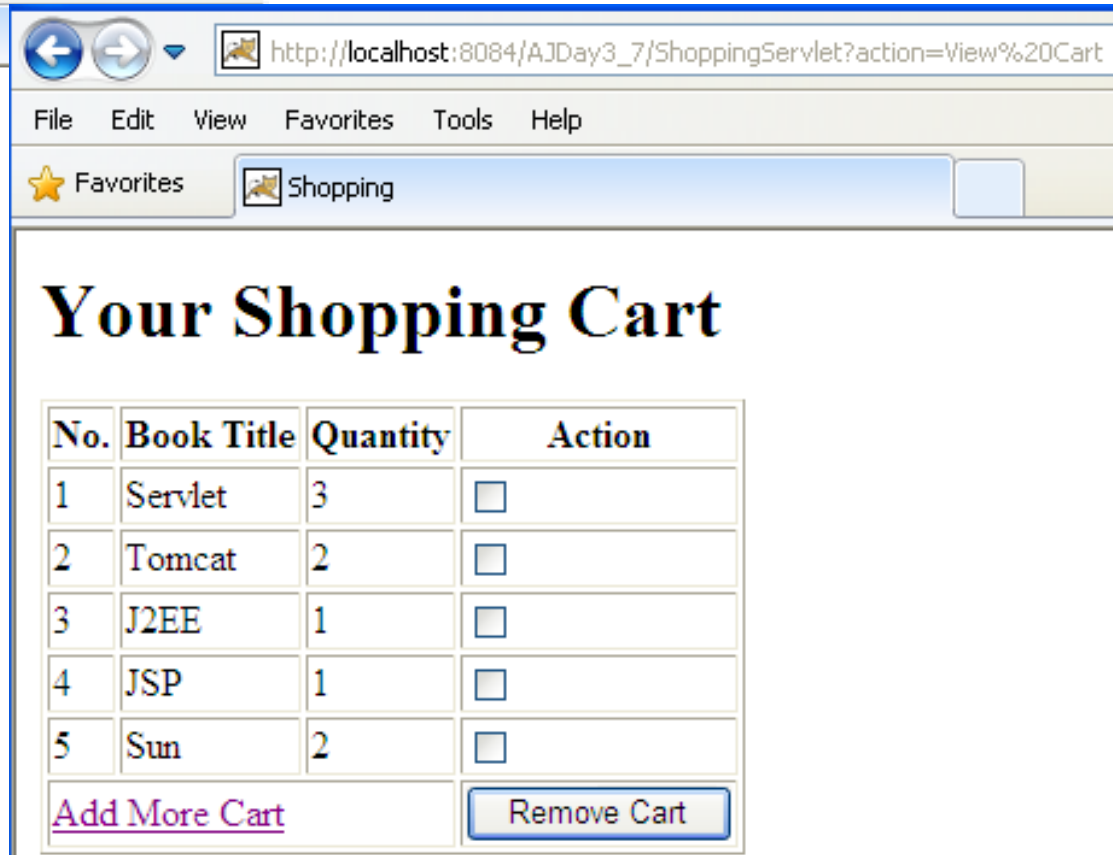 http://localhost:8084/AJDay3_7/ShoppingServlet?action=View%20Cart
File Edit View Favorites Tools Help
Favorites Shopping
Your Shopping Cart
No. Book Title Quantity Action
1 Servlet 3
2 Tomcat 2
3 J2EE 1
4 JSP 1
5 Sun 2
Add More Cart Remove Cart